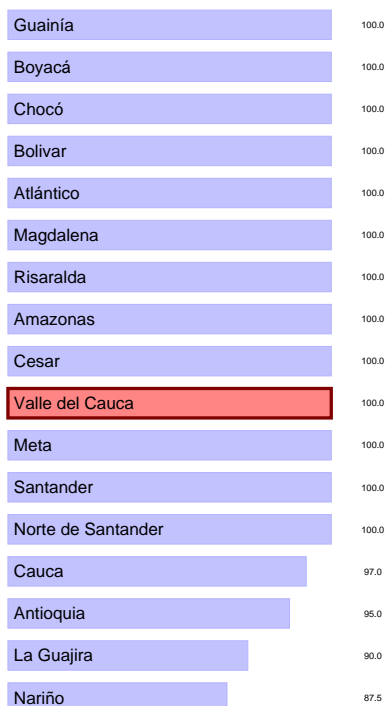 Guainía 100.0
Boyacá 100.0
Chocó 100.0
Bolivar 100.0
Atlántico 100.0
Magdalena 100.0
Risaralda 100.0
Amazonas 100.0
Cesar 100.0
Valle del Cauca 100.0
Meta 100.0
Santander 100.0
Norte de Santander 100.0
Cauca 97.0
Antioquia 95.0
La Guajira 90.0
Nariño 87.5